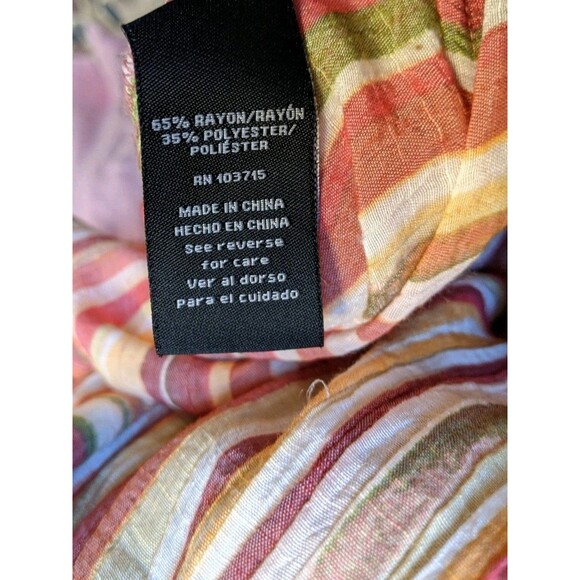 65% RAYON/RAYÓN
35% POLYESTER/
POLIÉSTER
RN 103715
MADE IN CHINA
HECHO EN CHINA
See reverse
for care
Ver al dorso
para el cuidado